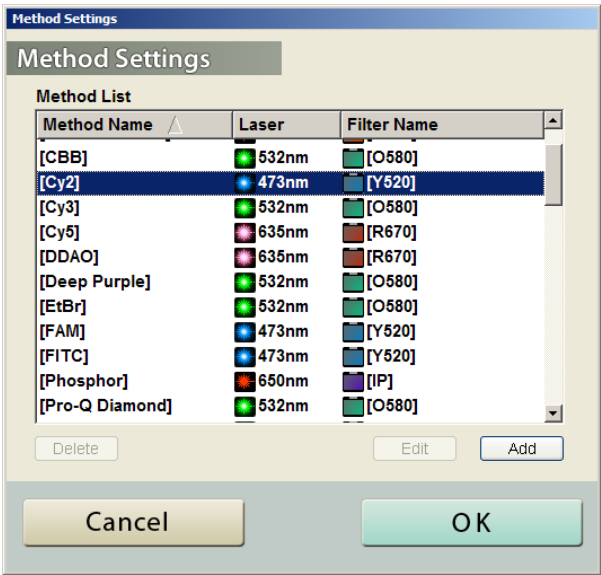 Method Settings
Method Settings
Method List
Method Name Laser Filter Name
[CBB] 532nm [O580]
[Cy2] 473nm [Y520]
[Cy3] 532nm [O580]
[Cy5] 635nm [R670]
[DDAO] 635nm [R670]
[Deep Purple] 532nm [O580]
[EtBr] 532nm [O580]
[FAM] 473nm [Y520]
[FITC] 473nm [Y520]
[Phosphor] 650nm [IP]
[Pro-Q Diamond] 532nm [O580]
Delete Edit Add
Cancel OK